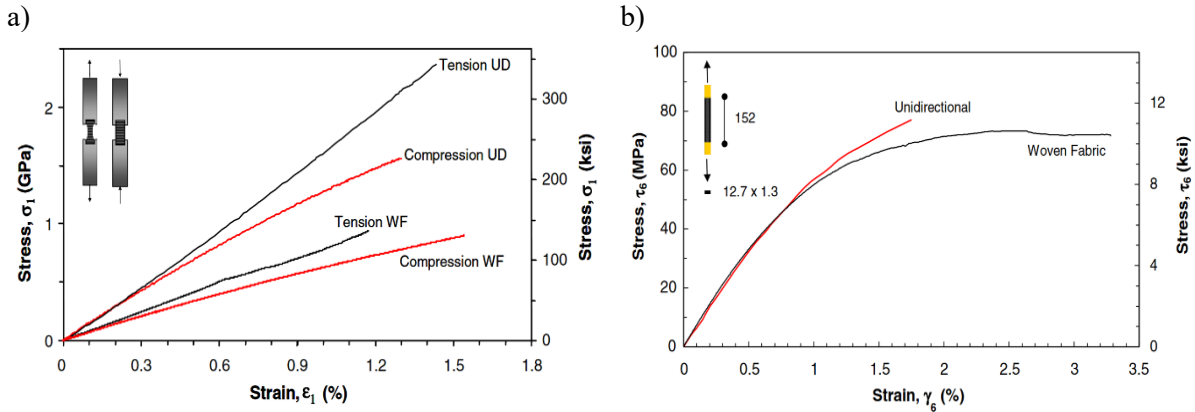 a)
Stress, σ₁ (GPa)
2
1
0
Tension UD
Compression UD
Tension WF
Compression WF
300
200
100
0
Stress, σ₁ (ksi)
0 0.3 0.6 0.9 1.2 1.5 1.8
Strain, ε₁ (%)
b)
Stress, τ₆ (MPa)
100
80
60
40
20
0
152
12.7 x 1.3
Unidirectional
Woven Fabric
12
8
4
0
Stress, τ₆ (ksi)
0 0.5 1 1.5 2 2.5 3 3.5
Strain, γ₆ (%)